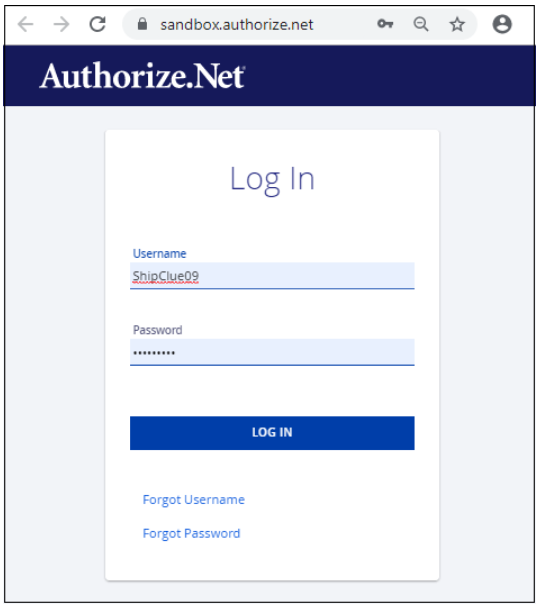 sandbox.authorize.net
Authorize.Net
Log In
Username
ShipClue09
Password
•••••••••
LOG IN
Forgot Username
Forgot Password